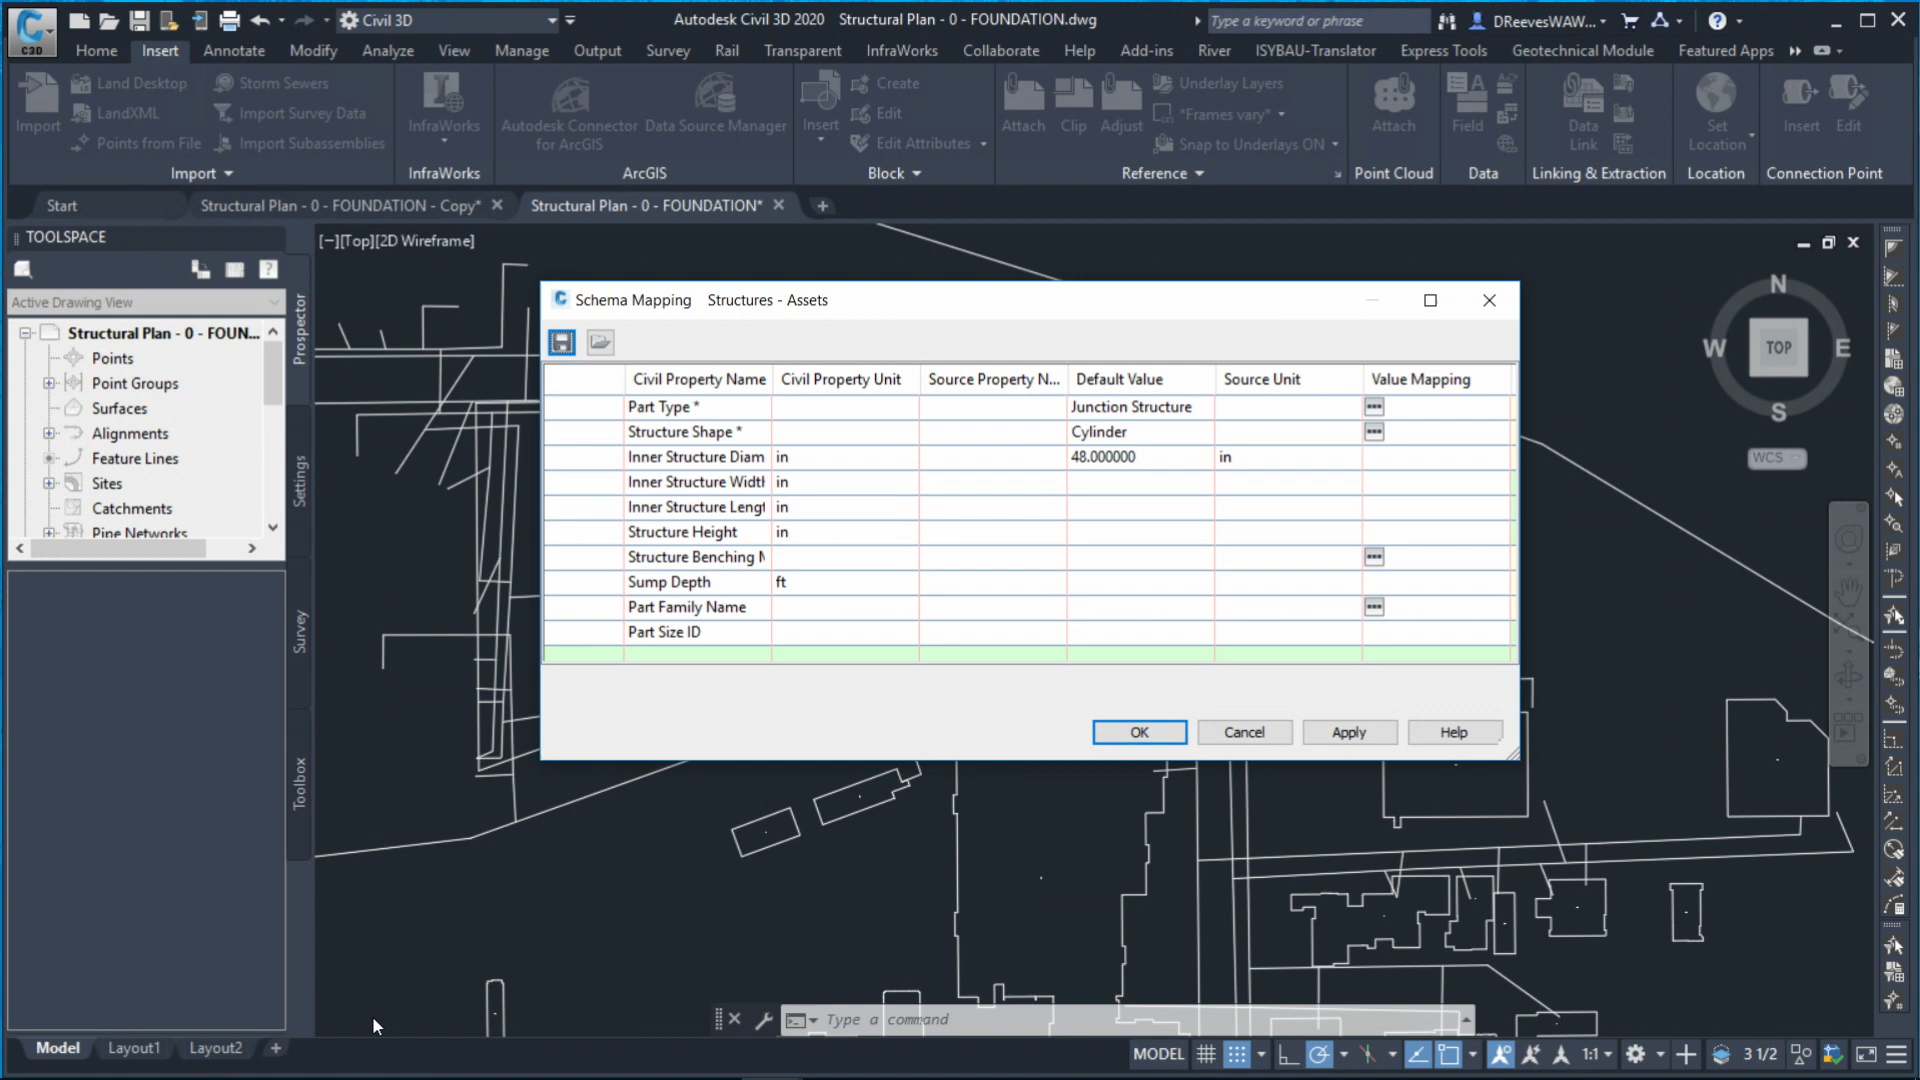 C3D
Civil 3D
Autodesk Civil 3D 2020 Structural Plan - 0 - FOUNDATION.dwg
Type a keyword or phrase
DReevesWAW...
Home Insert Annotate Modify Analyze View Manage Output Survey Rail Transparent InfraWorks Collaborate Help Add-ins River ISYBAU-Translator Express Tools Geotechnical Module Featured Apps
Import
Land Desktop
LandXML
Points from File
Storm Sewers
Import Survey Data
Import Subassemblies
InfraWorks
Autodesk Connector for ArcGIS
Data Source Manager
Insert
Create
Edit
Edit Attributes
Attach
Clip
Adjust
Underlay Layers
*Frames vary*
Snap to Underlays ON
Attach
Field
Data Link
Set Location
Insert
Edit
Import InfraWorks ArcGIS Block Reference Point Cloud Data Linking & Extraction Location Connection Point
Start
Structural Plan - 0 - FOUNDATION - Copy*
Structural Plan - 0 - FOUNDATION*
TOOLSPACE
Active Drawing View
Structural Plan - 0 - FOUN...
Points
Point Groups
Surfaces
Alignments
Feature Lines
Sites
Catchments
Pipe Networks
Prospector
Settings
Survey
Toolbox
[−][Top][2D Wireframe]
N
W TOP E
S
WCS
Schema Mapping Structures - Assets
Civil Property Name Civil Property Unit Source Property N... Default Value Source Unit Value Mapping
Part Type * Junction Structure
Structure Shape * Cylinder
Inner Structure Diam in 48.000000 in
Inner Structure Width in
Inner Structure Lengt in
Structure Height in
Structure Benching M
Sump Depth ft
Part Family Name
Part Size ID
OK Cancel Apply Help
Type a command
Model Layout1 Layout2 +
MODEL 1:1 3 1/2